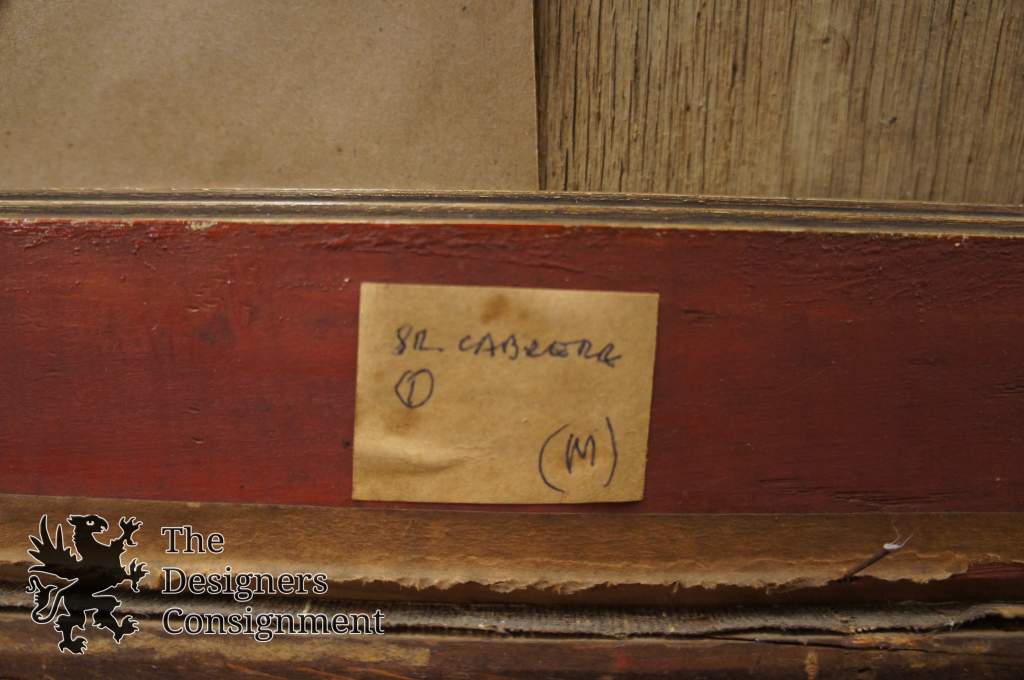 SR. CABRERA
①
(M)
The
Designers
Consignment